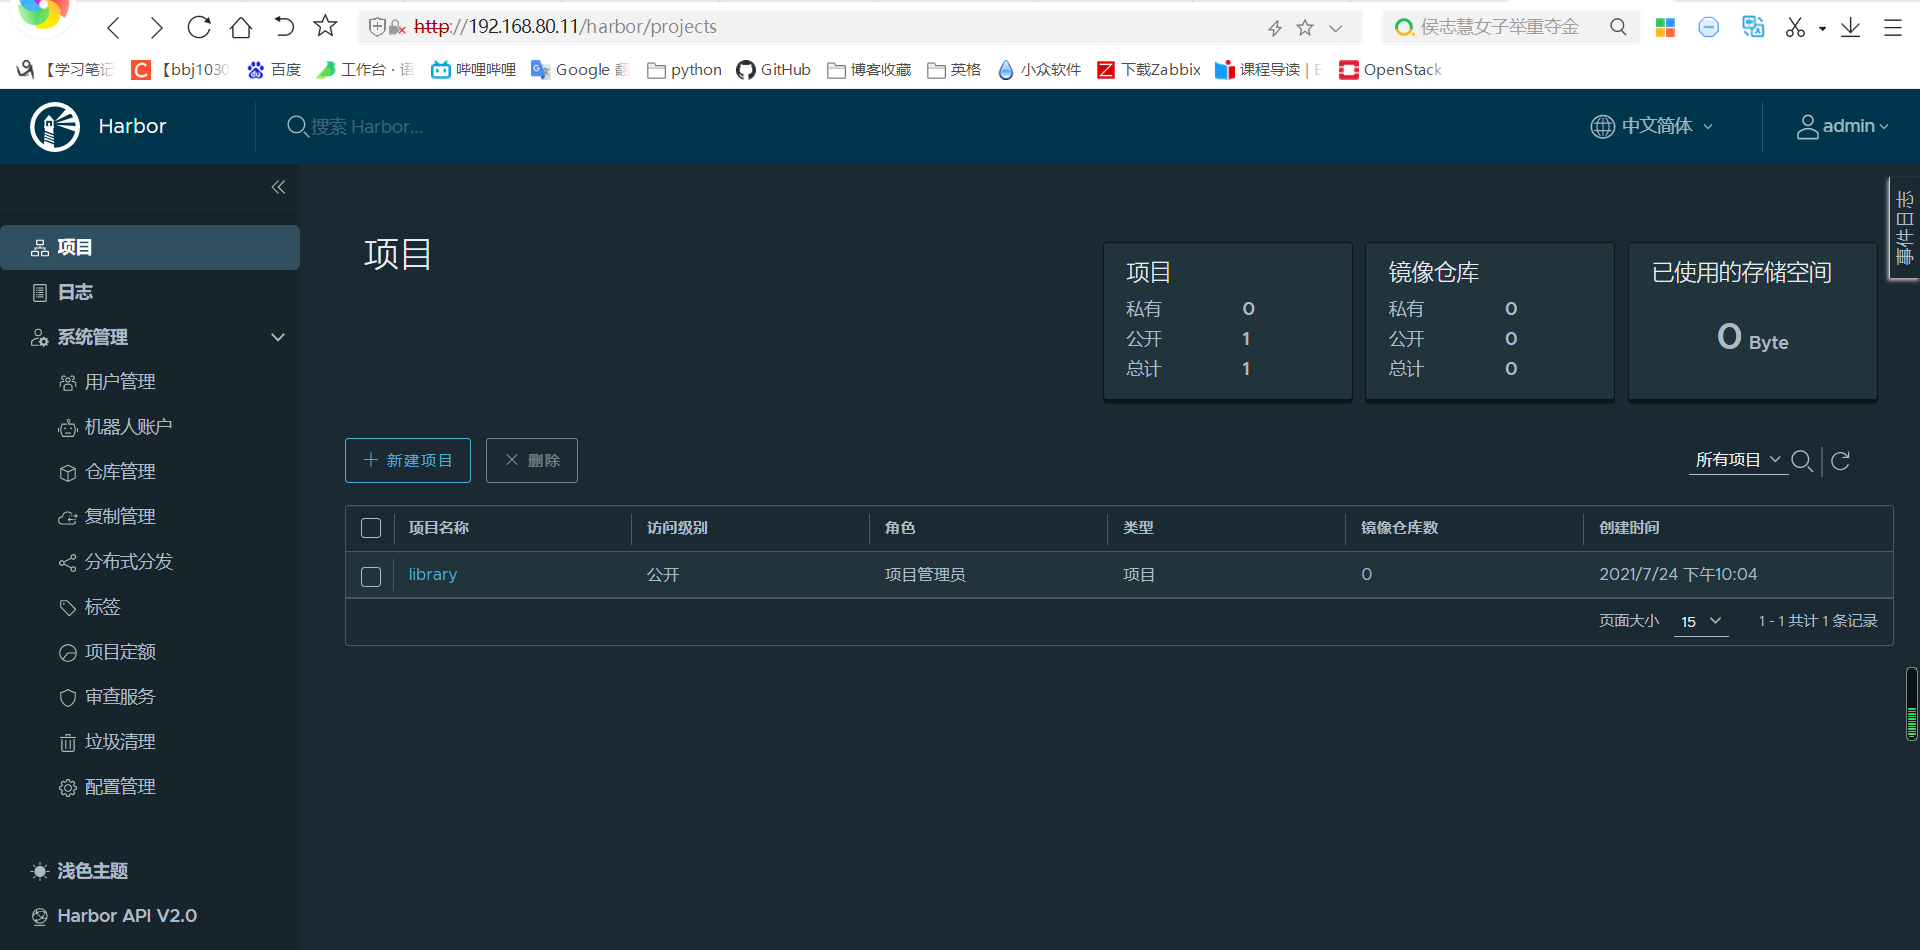 http://192.168.80.11/harbor/projects
侯志慧女子举重夺金
【学习笔记
【bbj1030
百度
工作台 · 语
哔哩哔哩
Google 翻
python
GitHub
博客收藏
英格
小众软件
下载Zabbix
课程导读 |
OpenStack
Harbor
搜索 Harbor...
中文简体
admin
事件日志
项目
日志
系统管理
用户管理
机器人账户
仓库管理
复制管理
分布式分发
标签
项目定额
审查服务
垃圾清理
配置管理
浅色主题
Harbor API V2.0
项目
项目
私有 0
公开 1
总计 1
镜像仓库
私有 0
公开 0
总计 0
已使用的存储空间
0 Byte
新建项目
删除
所有项目
项目名称 访问级别 角色 类型 镜像仓库数 创建时间
library 公开 项目管理员 项目 0 2021/7/24 下午10:04
页面大小 15 1 - 1 共计 1 条记录